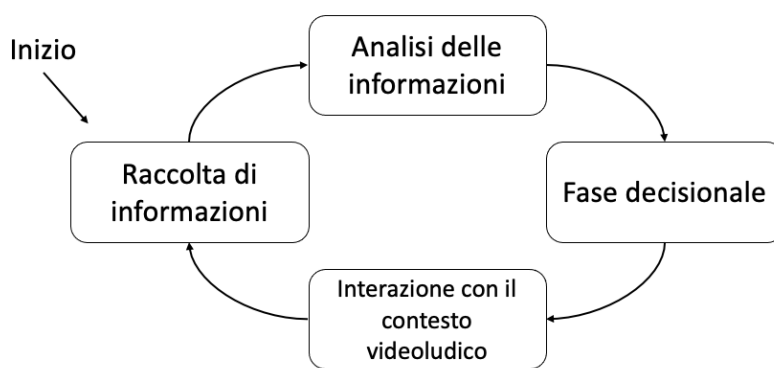 Inizio
Analisi delle
informazioni
Raccolta di
informazioni
Fase decisionale
Interazione con il
contesto
videoludico